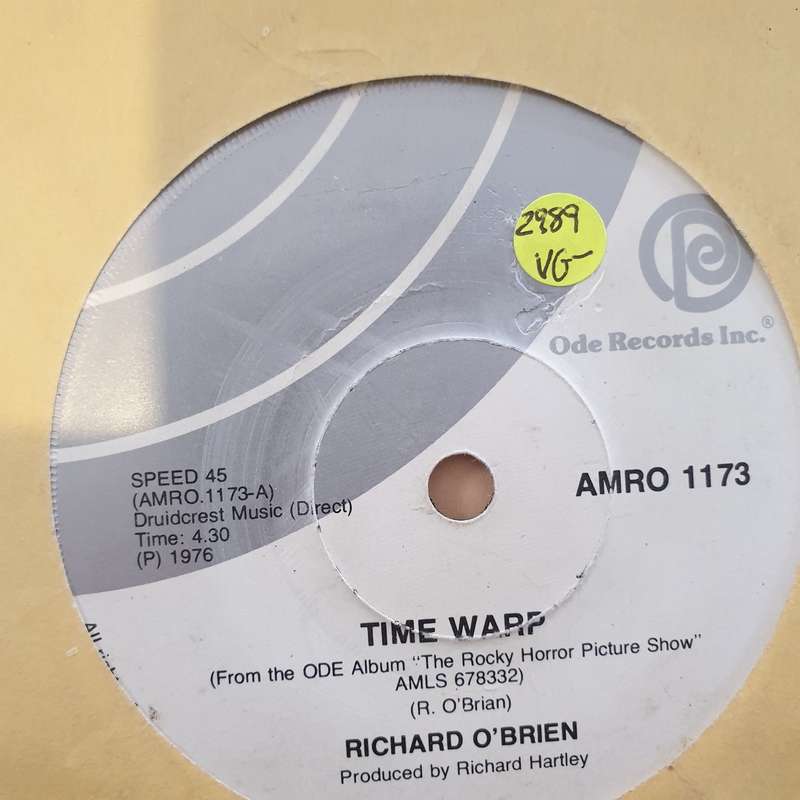 2989
VG-
Ode Records Inc.®
SPEED 45
(AMRO.1173-A)
Druidcrest Music (Direct)
Time: 4.30
(P) 1976
AMRO 1173
All
TIME WARP
(From the ODE Album "The Rocky Horror Picture Show"
AMLS 678332)
(R. O'Brian)
RICHARD O'BRIEN
Produced by Richard Hartley